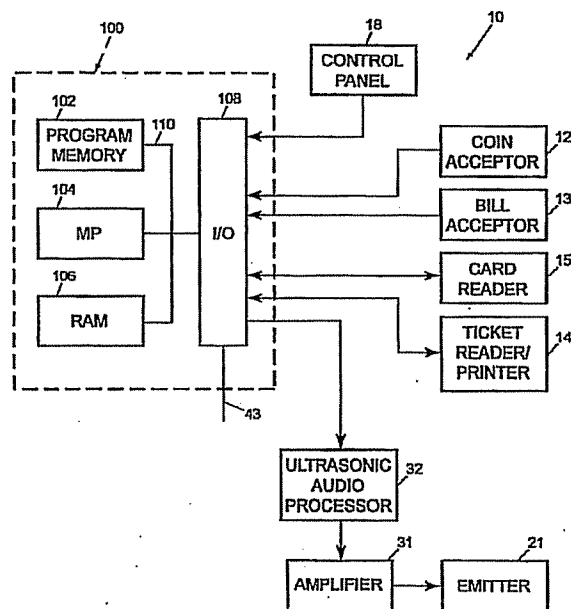 100
18
10
CONTROL
PANEL
102
108
PROGRAM
MEMORY
110
COIN
ACCEPTOR
12
104
MP
I/O
BILL
ACCEPTOR
13
106
RAM
CARD
READER
15
TICKET
READER/
PRINTER
14
43
ULTRASONIC
AUDIO
PROCESSOR
32
31
21
AMPLIFIER
EMITTER